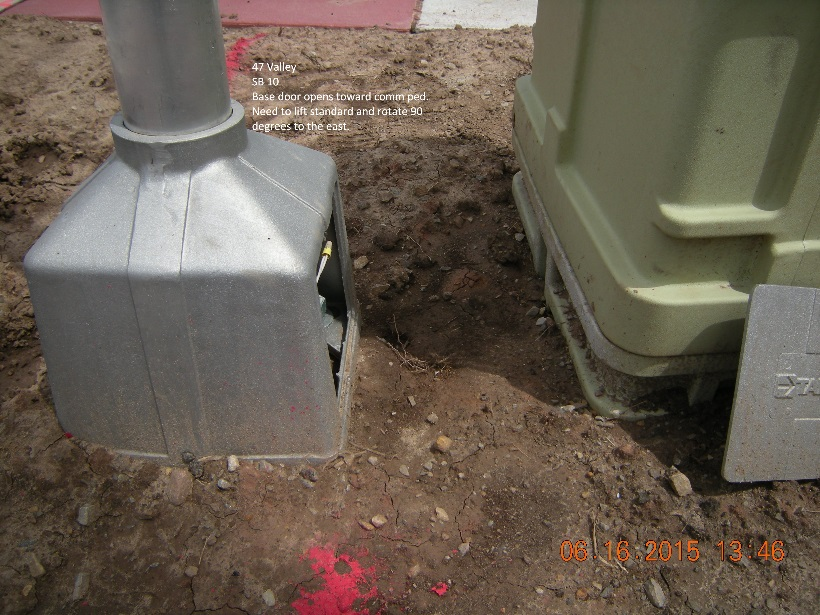 47 Valley
SB 10
Base door opens toward comm ped.
Need to lift standard and rotate 90
degrees to the east.
06.16.2015 13:46